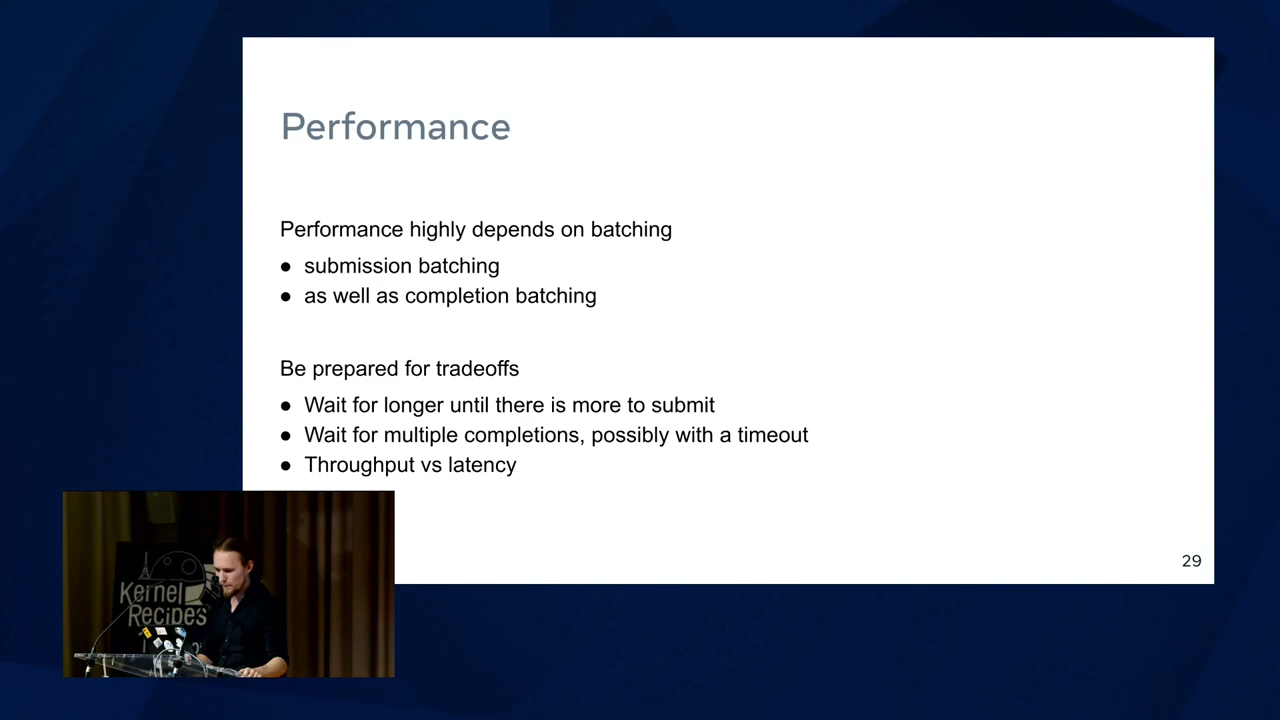 Performance
Performance highly depends on batching
● submission batching
● as well as completion batching
Be prepared for tradeoffs
● Wait for longer until there is more to submit
● Wait for multiple completions, possibly with a timeout
● Throughput vs latency
29
Kernel
Recipes